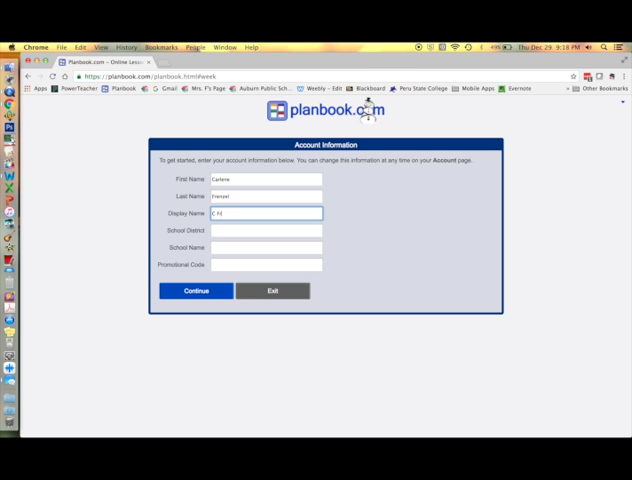 Chrome File Edit View History Bookmarks People Window Help Thu Dec 29 9:18 PM
Planbook.com – Online Lesso
https://planbook.com/planbook.html#week
Apps PowerTeacher Planbook G Gmail Mrs. F's Page Auburn Public Sch... Weebly – Edit Blackboard Peru State College Mobile Apps Evernote Other Bookmarks
planbook.com
Account Information
To get started, enter your account information below. You can change this information at any time on your Account page.
First Name Carlene
Last Name Frenzel
Display Name
School District
School Name
Promotional Code
Continue Exit